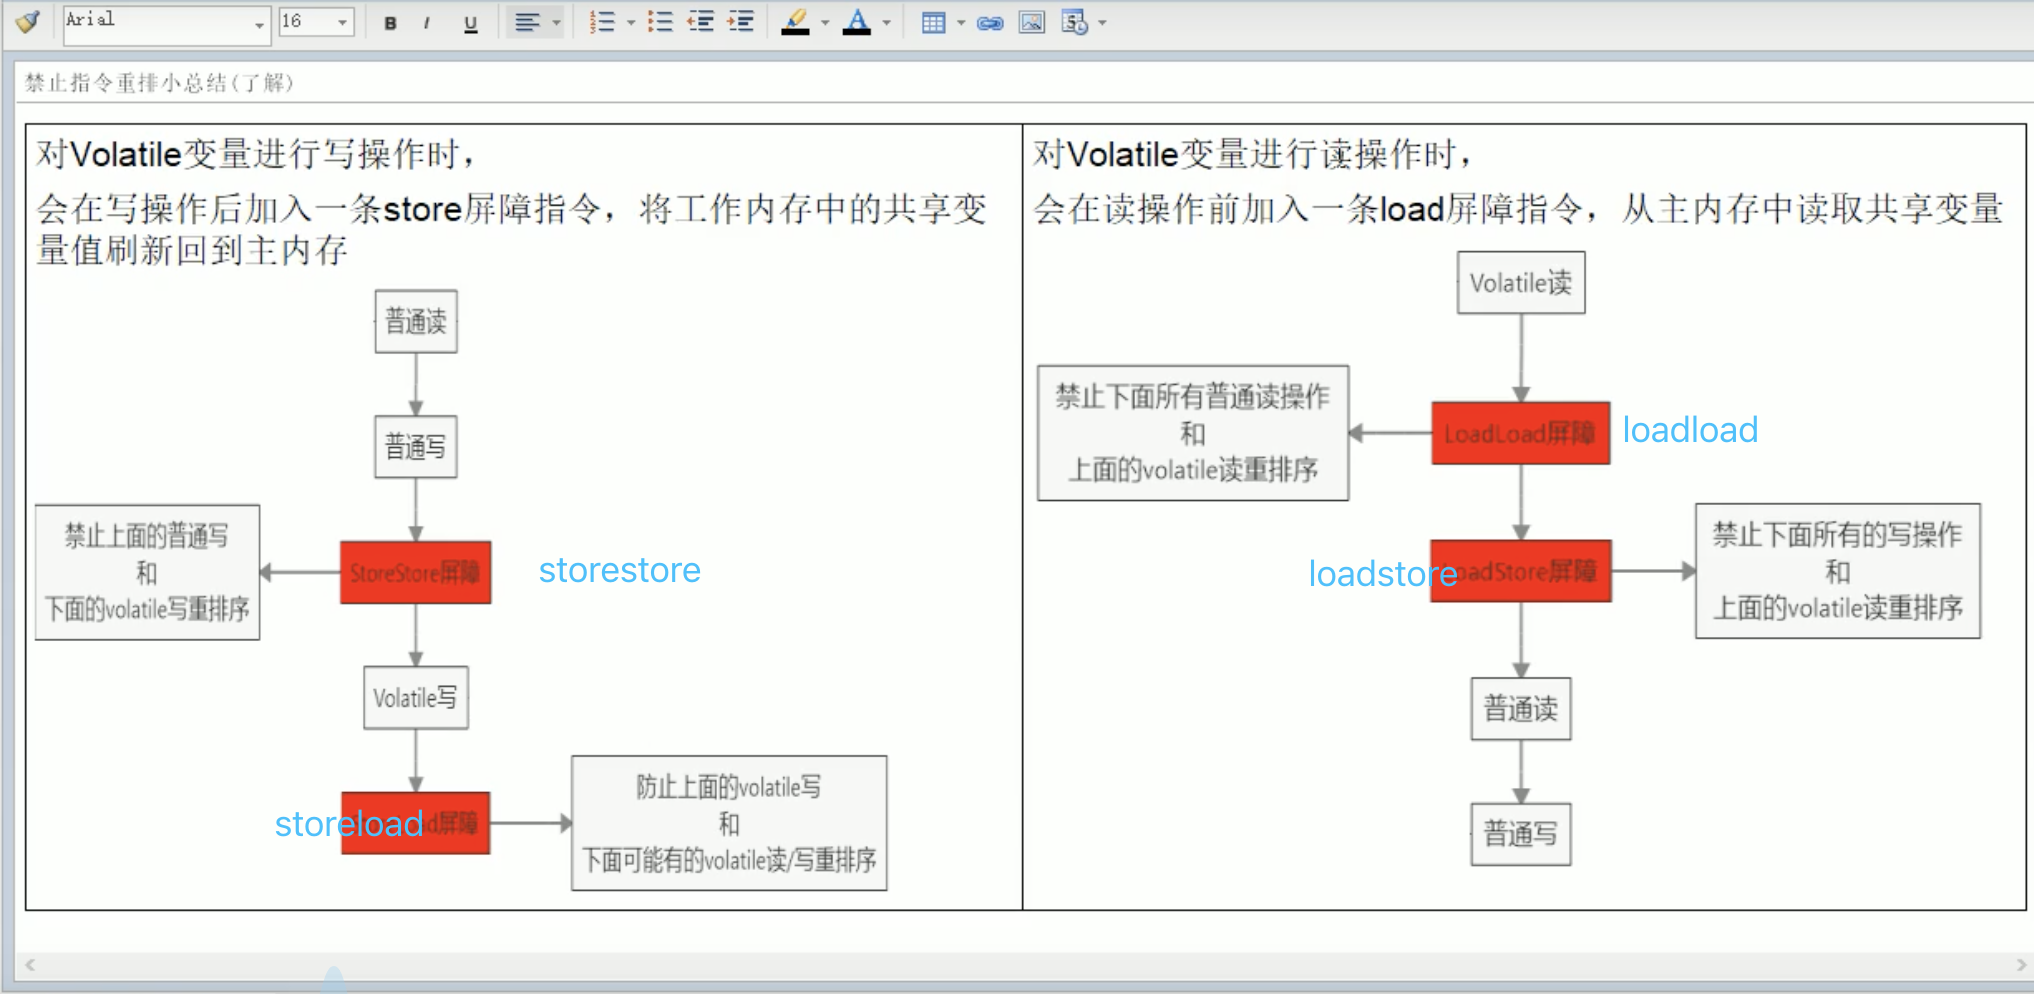 Arial
16
B I U
禁止指令重排小总结(了解)
对Volatile变量进行写操作时，
会在写操作后加入一条store屏障指令，将工作内存中的共享变
量值刷新回到主内存
普通读
普通写
禁止上面的普通写
和
下面的volatile写重排序
StoreStore屏障
storestore
Volatile写
storeload
屏障
防止上面的volatile写
和
下面可能有的volatile读/写重排序
对Volatile变量进行读操作时，
会在读操作前加入一条load屏障指令，从主内存中读取共享变量
Volatile读
禁止下面所有普通读操作
和
上面的volatile读重排序
LoadLoad屏障
loadload
loadstore
LoadStore屏障
禁止下面所有的写操作
和
上面的volatile读重排序
普通读
普通写